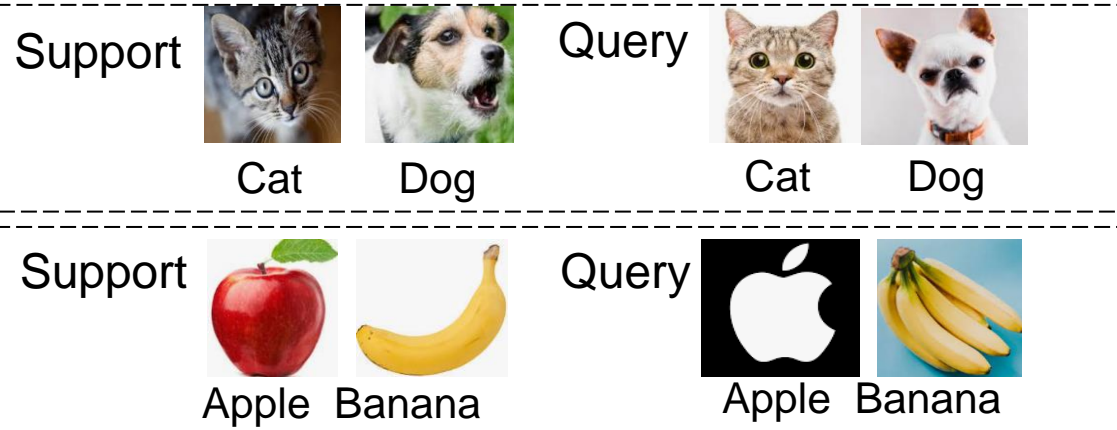 Support
Query
Cat Dog
Cat Dog
Support
Query
Apple Banana
Apple Banana